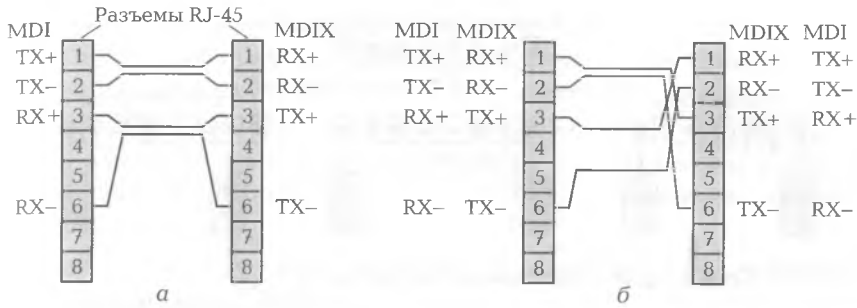 Разъемы RJ-45
MDI MDIX MDI MDIX MDIX MDI
TX+ 1 1 RX+ TX+ RX+ 1 1 RX+ TX+
TX− 2 2 RX− TX− RX− 2 2 RX− TX−
RX+ 3 3 TX+ RX+ TX+ 3 3 TX+ RX+
4 4 4 4
5 5 5 5
RX− 6 6 TX− RX− TX− 6 6 TX− RX−
7 7 7 7
8 8 8 8
а б